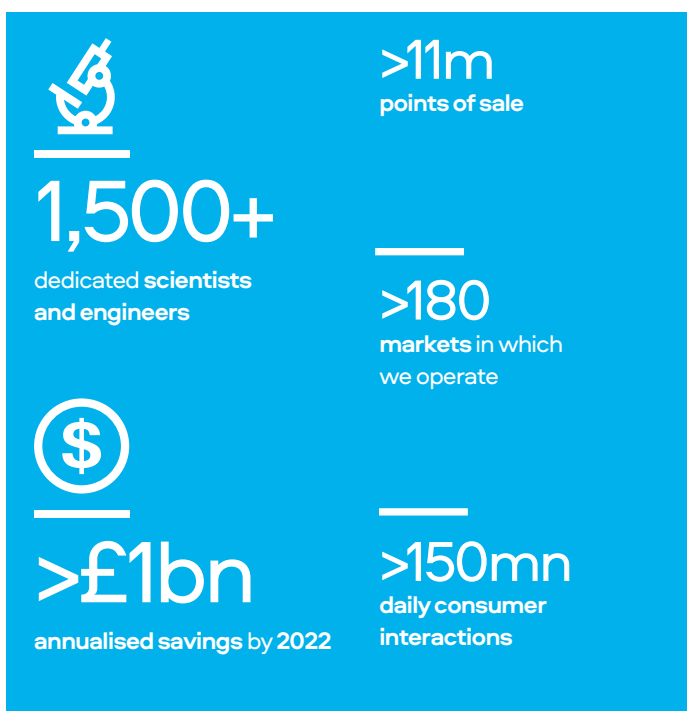 1,500+
dedicated scientists
and engineers
$
>£1bn
annualised savings by 2022
>11m
points of sale
>180
markets in which
we operate
>150mn
daily consumer
interactions